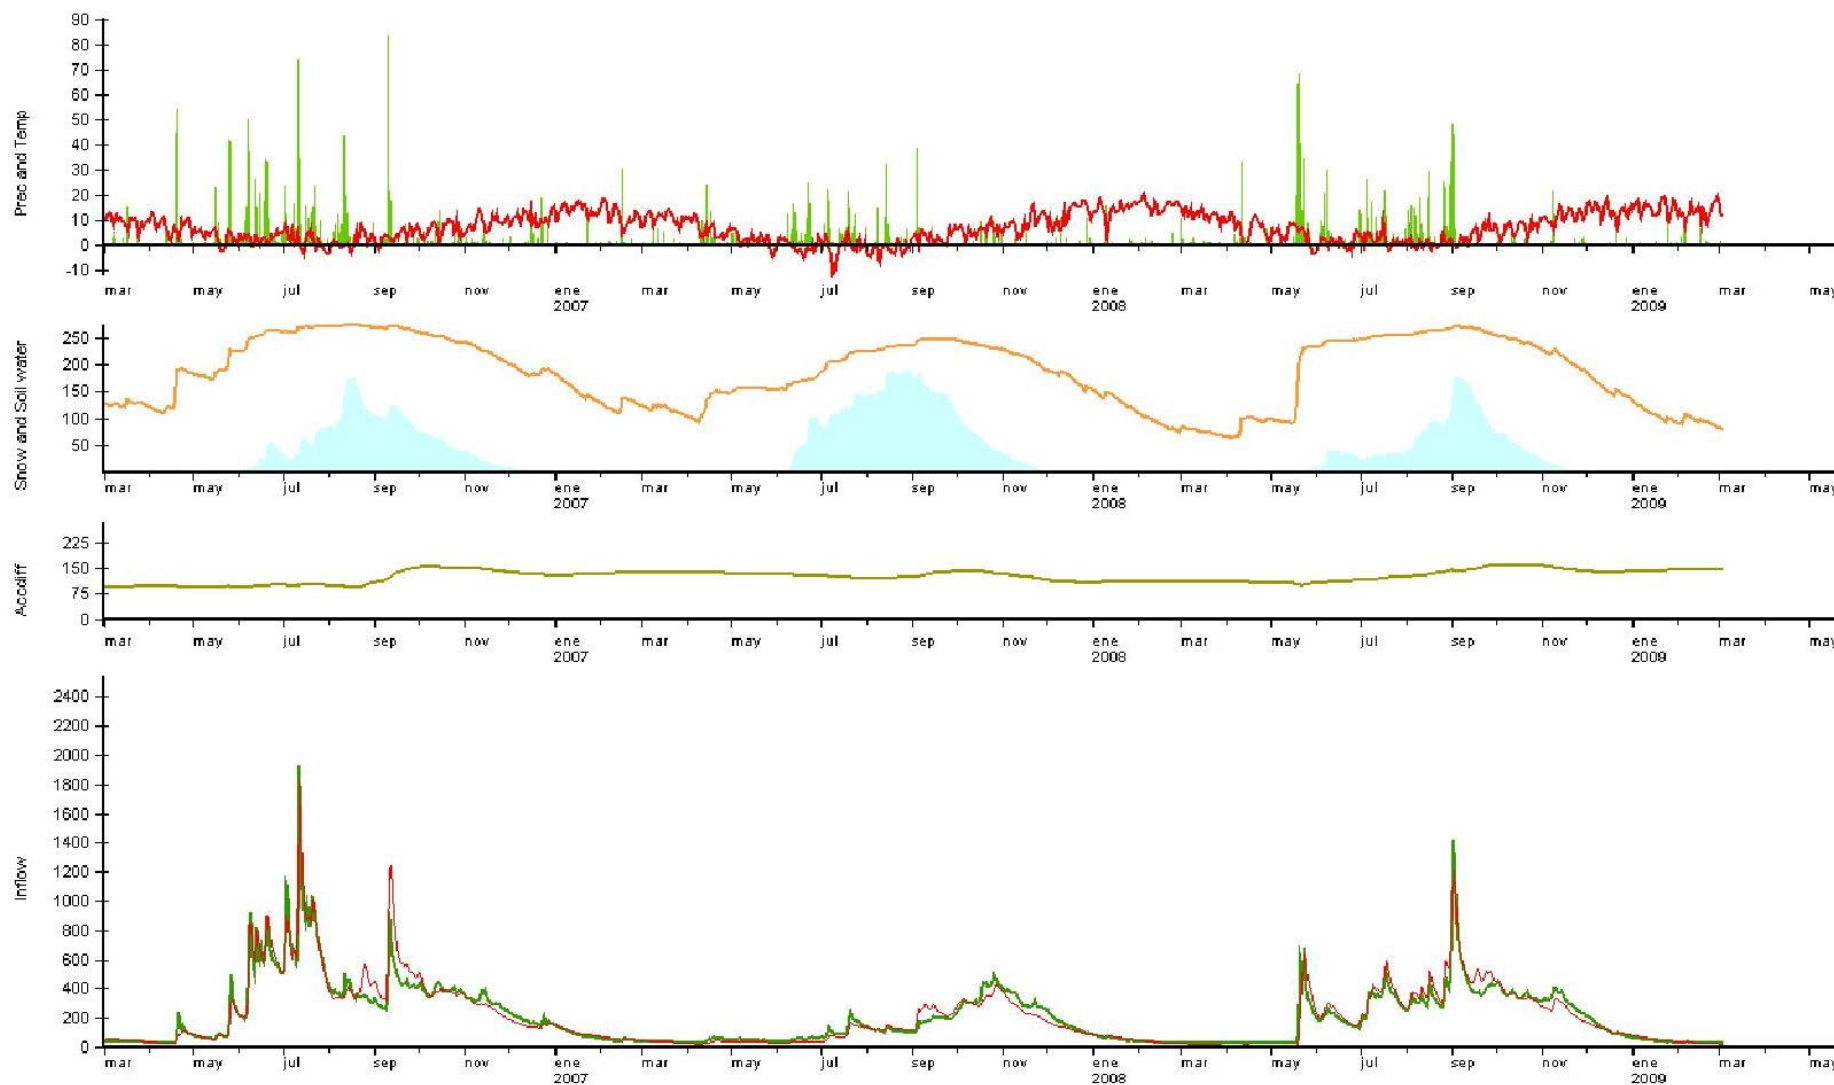 Prec and Temp
90
80
70
60
50
40
30
20
10
0
-10
mar may jul sep nov ene mar may jul sep nov ene mar may jul sep nov ene mar may
2007 2008 2009
Snow and Soil water
250
200
150
100
50
mar may jul sep nov ene mar may jul sep nov ene mar may jul sep nov ene mar may
2007 2008 2009
Accdiff
225
150
75
0
mar may jul sep nov ene mar may jul sep nov ene mar may jul sep nov ene mar may
2007 2008 2009
Inflow
2400
2200
2000
1800
1600
1400
1200
1000
800
600
400
200
0
mar may jul sep nov ene mar may jul sep nov ene mar may jul sep nov ene mar may
2007 2008 2009